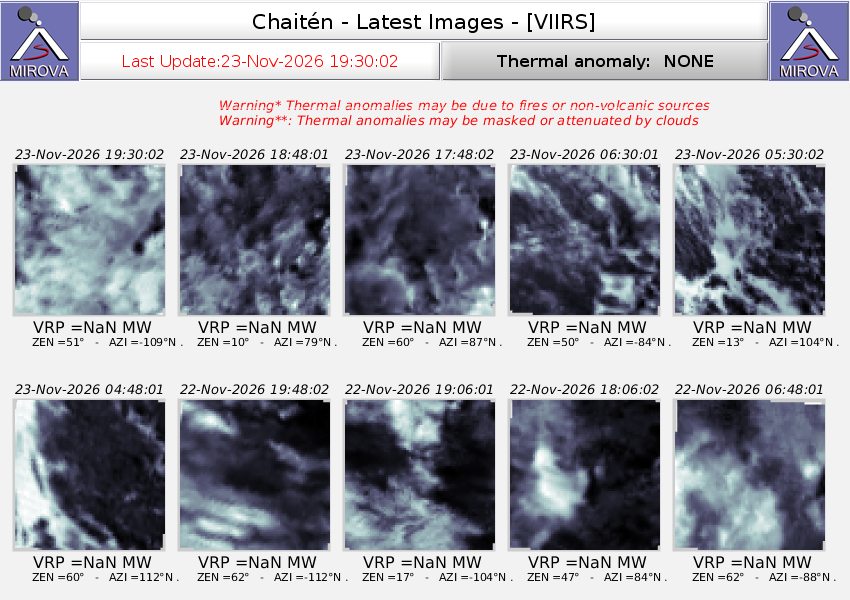 Chaitén - Latest Images - [VIIRS]
MIROVA
Last Update:23-Nov-2026 19:30:02
Thermal anomaly:  NONE
MIROVA
Warning* Thermal anomalies may be due to fires or non-volcanic sources
Warning**: Thermal anomalies may be masked or attenuated by clouds
23-Nov-2026 19:30:02 23-Nov-2026 18:48:01 23-Nov-2026 17:48:02 23-Nov-2026 06:30:01 23-Nov-2026 05:30:02
VRP =NaN MW VRP =NaN MW VRP =NaN MW VRP =NaN MW VRP =NaN MW
ZEN =51° - AZI =-109°N . ZEN =10° - AZI =79°N . ZEN =60° - AZI =87°N . ZEN =50° - AZI =-84°N . ZEN =13° - AZI =104°N .
23-Nov-2026 04:48:01 22-Nov-2026 19:48:02 22-Nov-2026 19:06:01 22-Nov-2026 18:06:02 22-Nov-2026 06:48:01
VRP =NaN MW VRP =NaN MW VRP =NaN MW VRP =NaN MW VRP =NaN MW
ZEN =60° - AZI =112°N . ZEN =62° - AZI =-112°N . ZEN =17° - AZI =-104°N . ZEN =47° - AZI =84°N . ZEN =62° - AZI =-88°N .